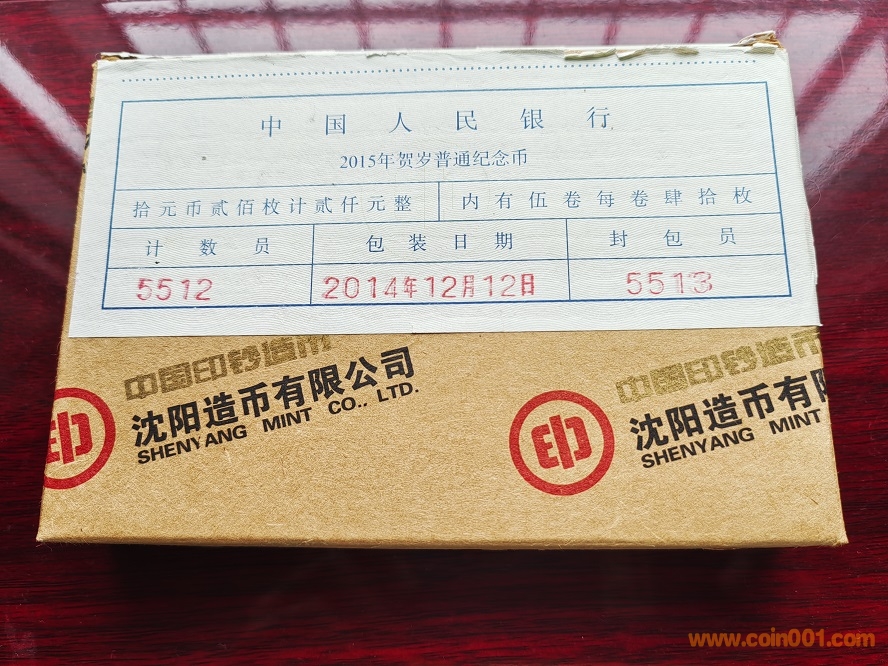 中国人民银行
2015年贺岁普通纪念币
拾元币贰佰枚计贰仟元整 内有伍卷每卷肆拾枚
计数员 包装日期 封包员
5512 2014年12月12日 5513
中国印钞造币 中国印钞造币
沈阳造币有限公司 沈阳造币有限
SHENYANG MINT CO., LTD. SHENYANG MINT
印 印
www.coin001.com